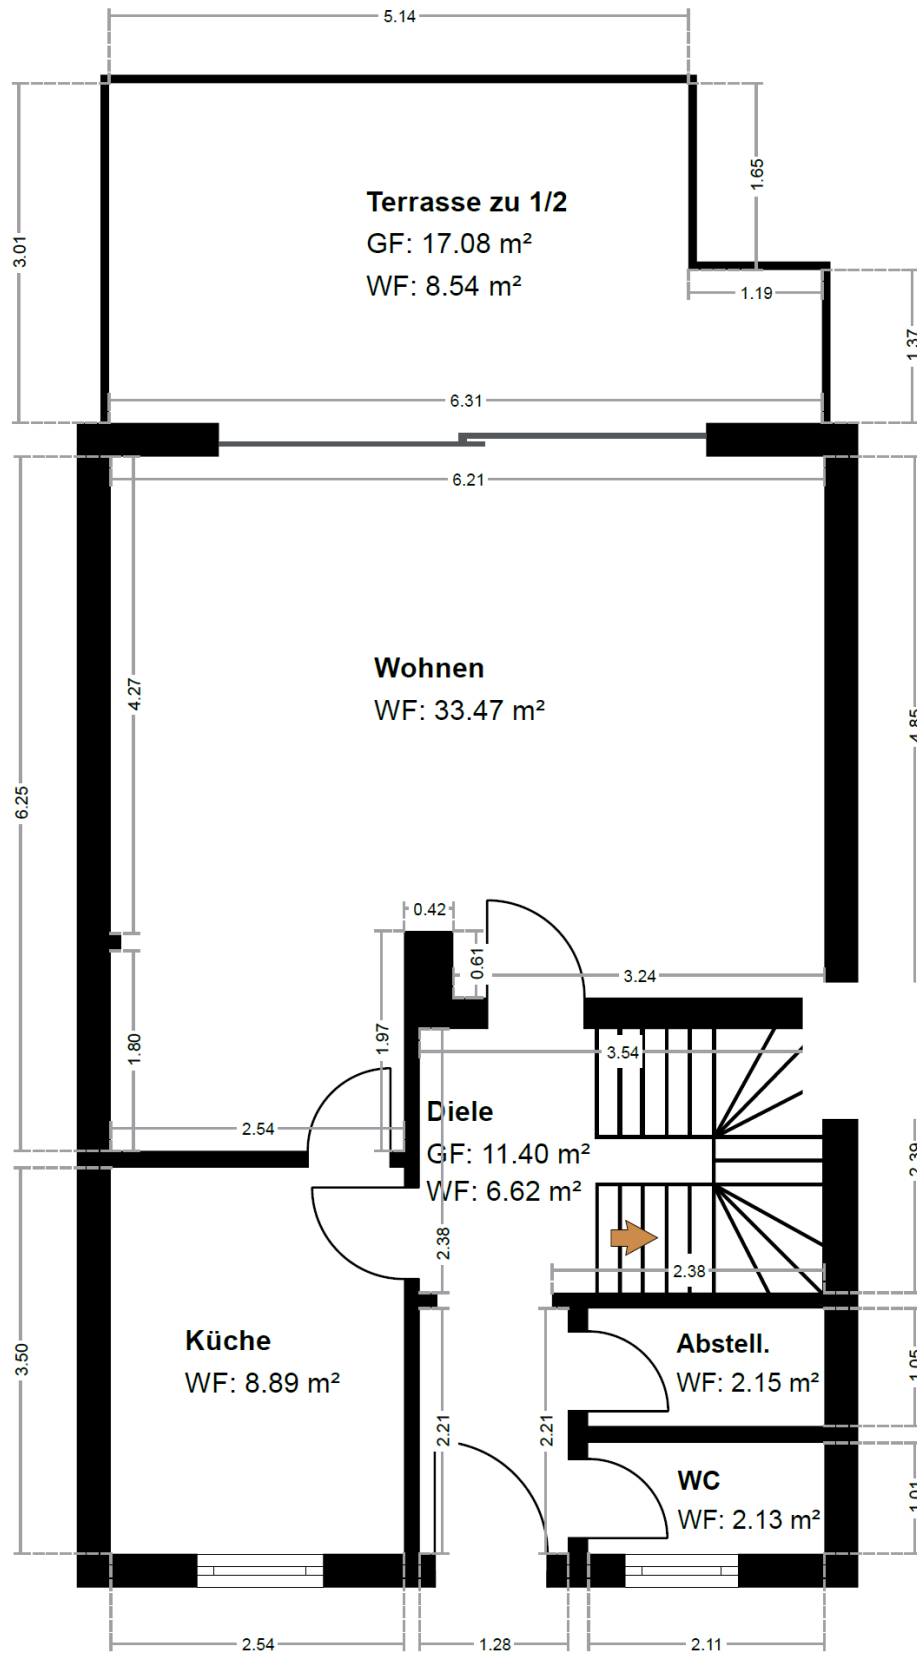 5.14
3.01
1.65
Terrasse zu 1/2
GF: 17.08 m²
WF: 8.54 m²
1.19
1.37
6.31
6.21
4.27
Wohnen
WF: 33.47 m²
4.85
6.25
0.42
0.61
3.24
1.97
1.80
3.54
2.54
Diele
GF: 11.40 m²
WF: 6.62 m²
2.39
2.38
2.38
Küche
WF: 8.89 m²
3.50
Abstell.
WF: 2.15 m²
1.05
2.21
2.21
WC
WF: 2.13 m²
1.01
2.54
1.28
2.11